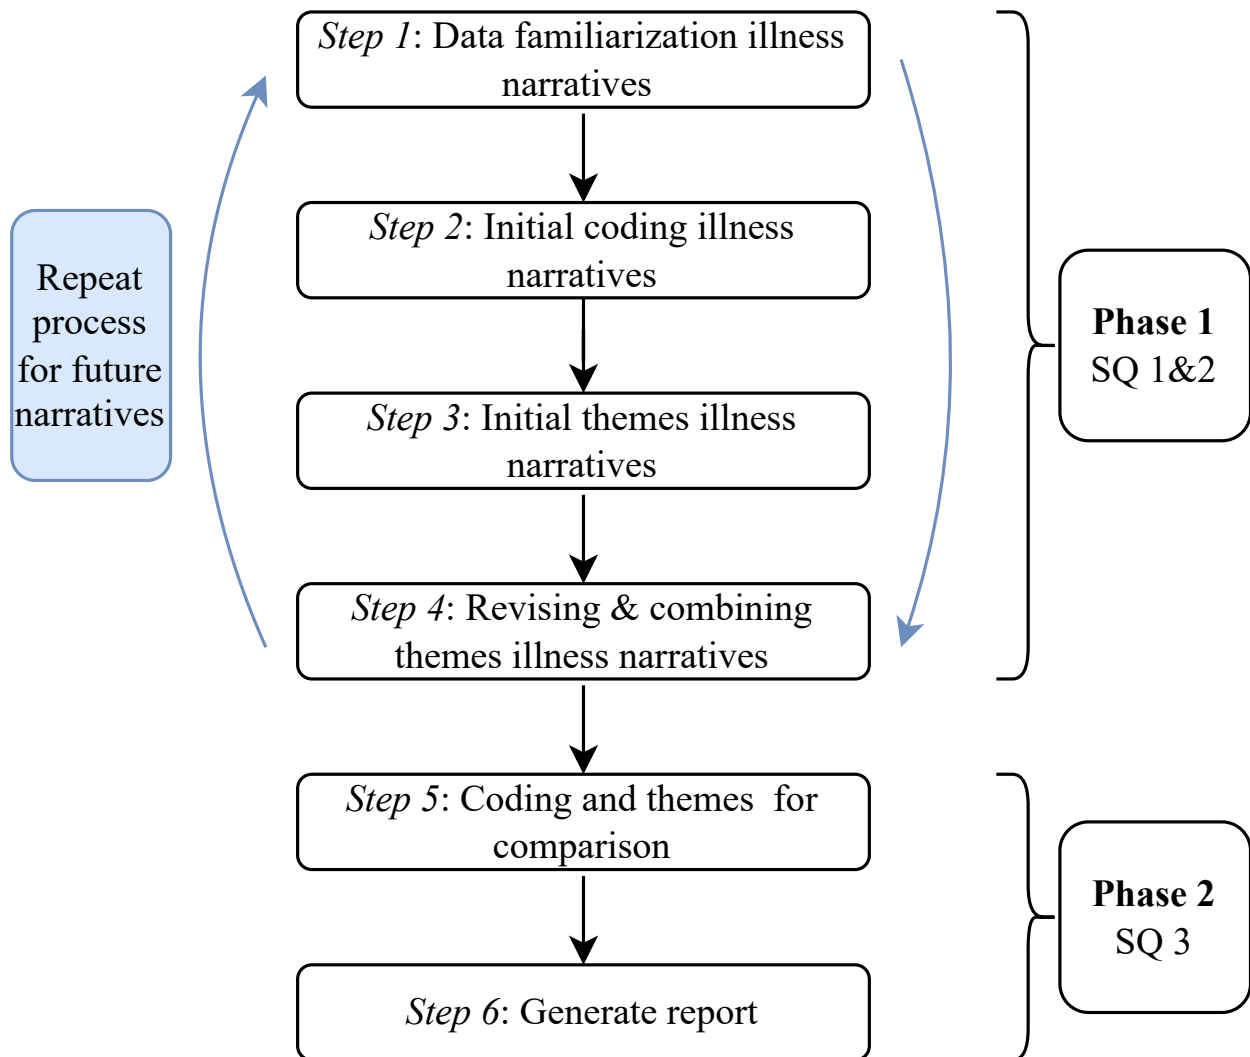 Step 1: Data familiarization illness
narratives
Step 2: Initial coding illness
narratives
Repeat
process
for future
narratives
Phase 1
SQ 1&2
Step 3: Initial themes illness
narratives
Step 4: Revising & combining
themes illness narratives
Step 5: Coding and themes for
comparison
Phase 2
SQ 3
Step 6: Generate report